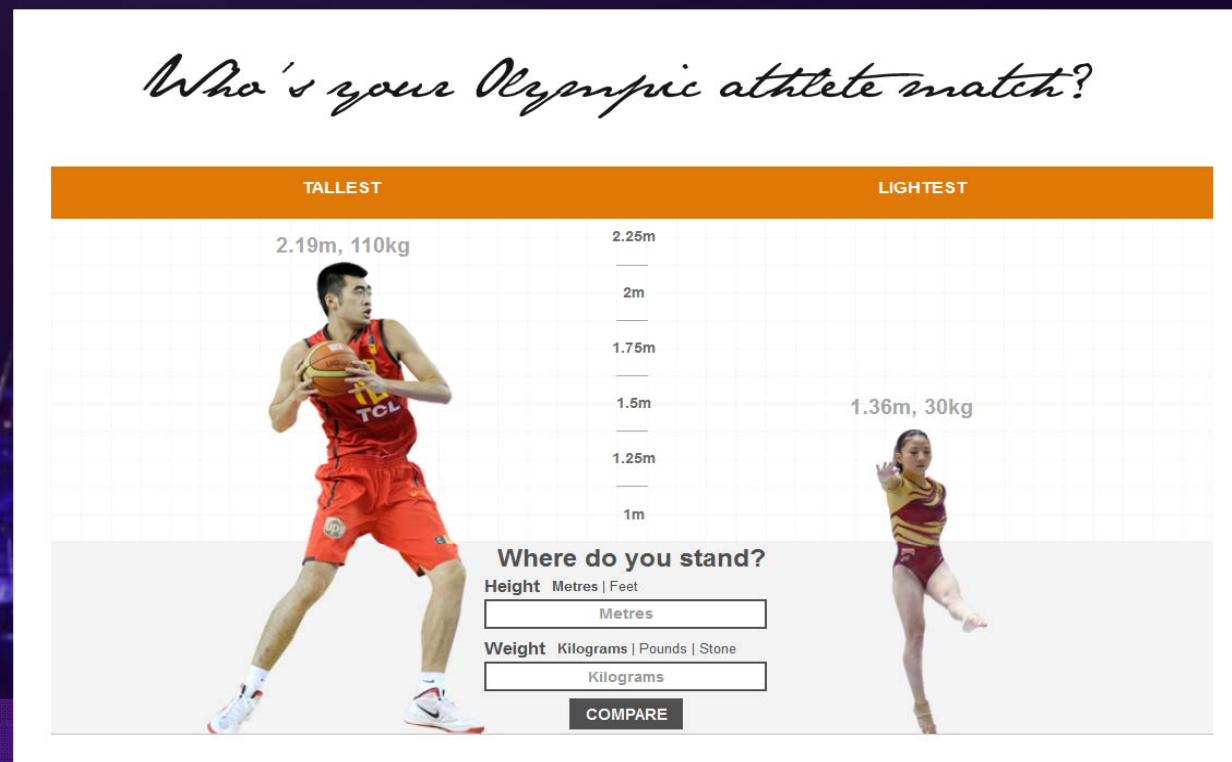 Who's your Olympic athlete match?
TALLEST
LIGHTEST
2.19m, 110kg
2.25m
2m
1.75m
1.5m
1.36m, 30kg
1.25m
1m
TCL
Where do you stand?
Height Metres | Feet
Metres
Weight Kilograms | Pounds | Stone
Kilograms
COMPARE